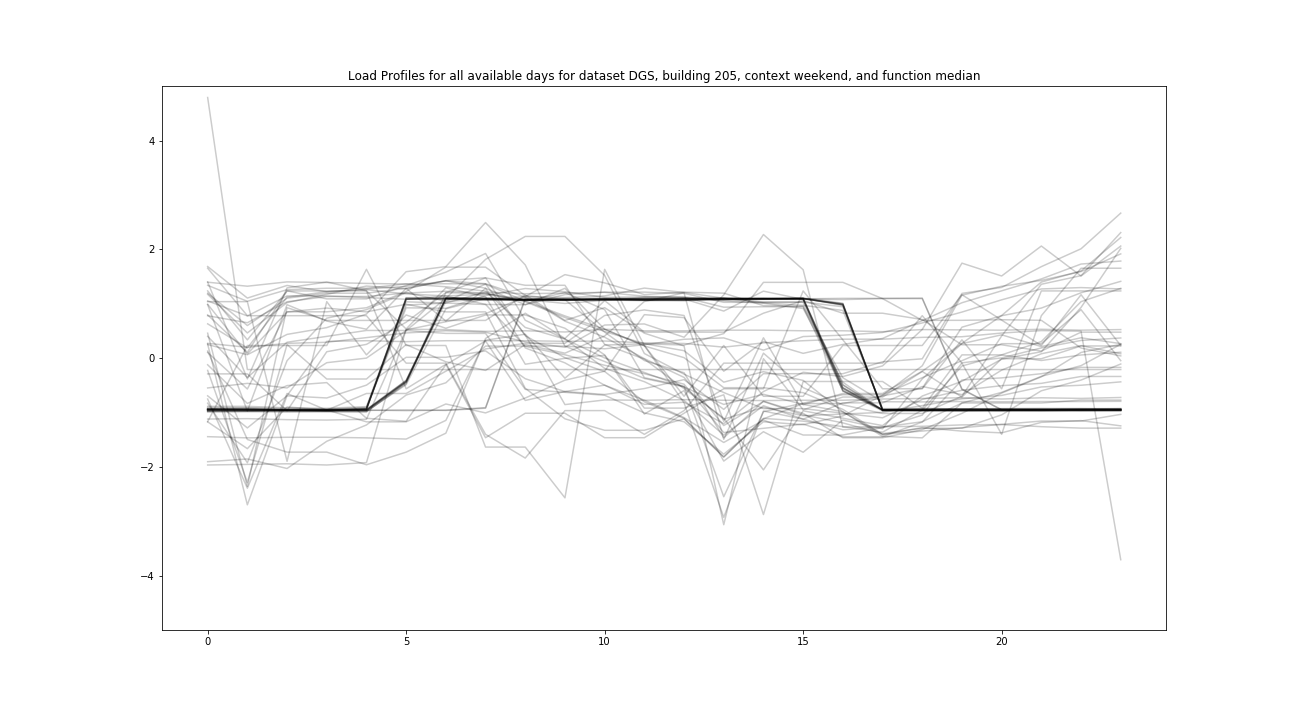 Load Profiles for all available days for dataset DGS, building 205, context weekend, and function median
4
2
0
−2
−4
0 5 10 15 20